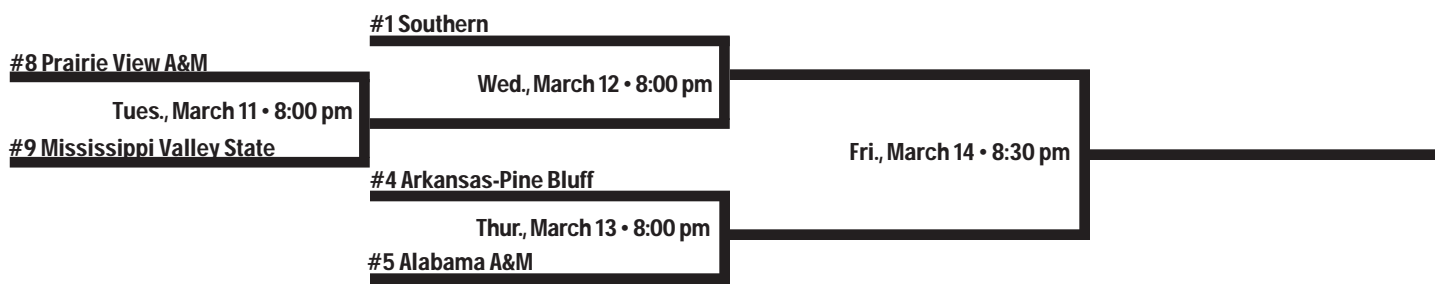 #1 Southern
#8 Prairie View A&M
Wed., March 12 • 8:00 pm
Tues., March 11 • 8:00 pm
#9 Mississippi Valley State
Fri., March 14 • 8:30 pm
#4 Arkansas-Pine Bluff
Thur., March 13 • 8:00 pm
#5 Alabama A&M